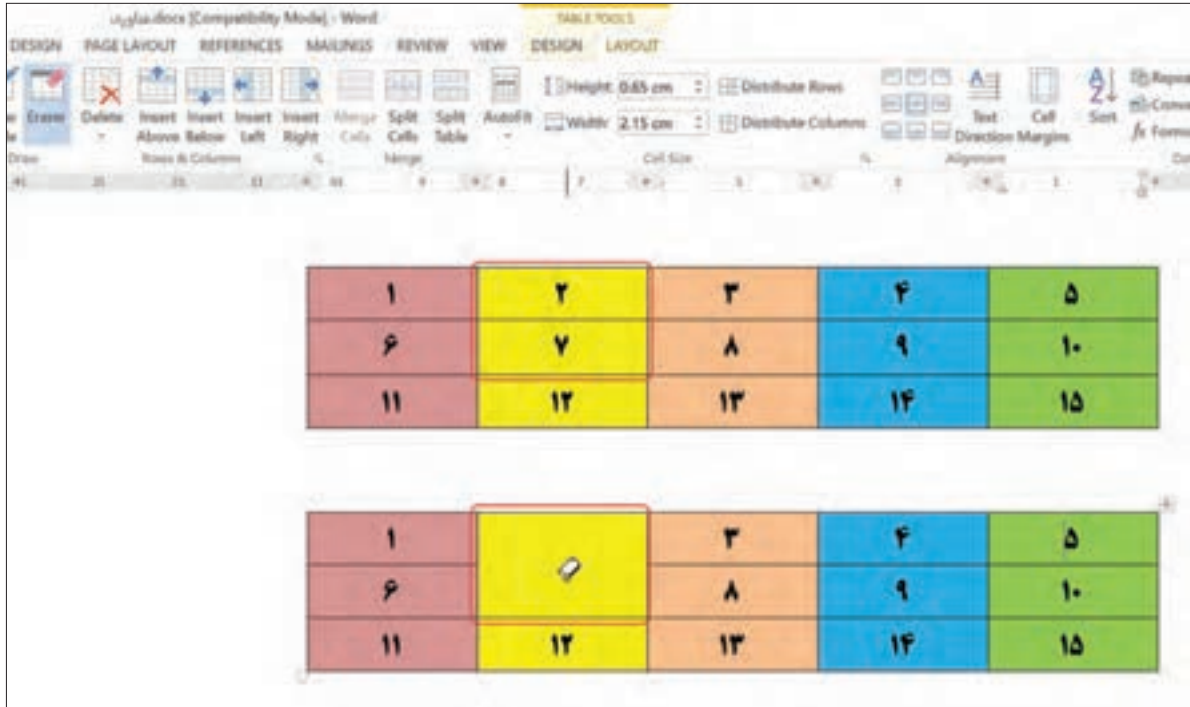 تصاویر.docx [Compatibility Mode] - Word
TABLE TOOLS
DESIGN PAGE LAYOUT REFERENCES MAILINGS REVIEW VIEW DESIGN LAYOUT
Eraser Delete Insert Above Insert Below Insert Left Insert Right Merge Cells Split Cells Split Table AutoFit Height: 0.65 cm Distribute Rows Text Direction Cell Margins Sort
Width: 2.15 cm Distribute Columns
Draw Rows & Columns Merge Cell Size Alignment
۱ ۲ ۳ ۴ ۵
۶ ۷ ۸ ۹ ۱۰
۱۱ ۱۲ ۱۳ ۱۴ ۱۵
۱ ۳ ۴ ۵
۶ ۸ ۹ ۱۰
۱۱ ۱۲ ۱۳ ۱۴ ۱۵